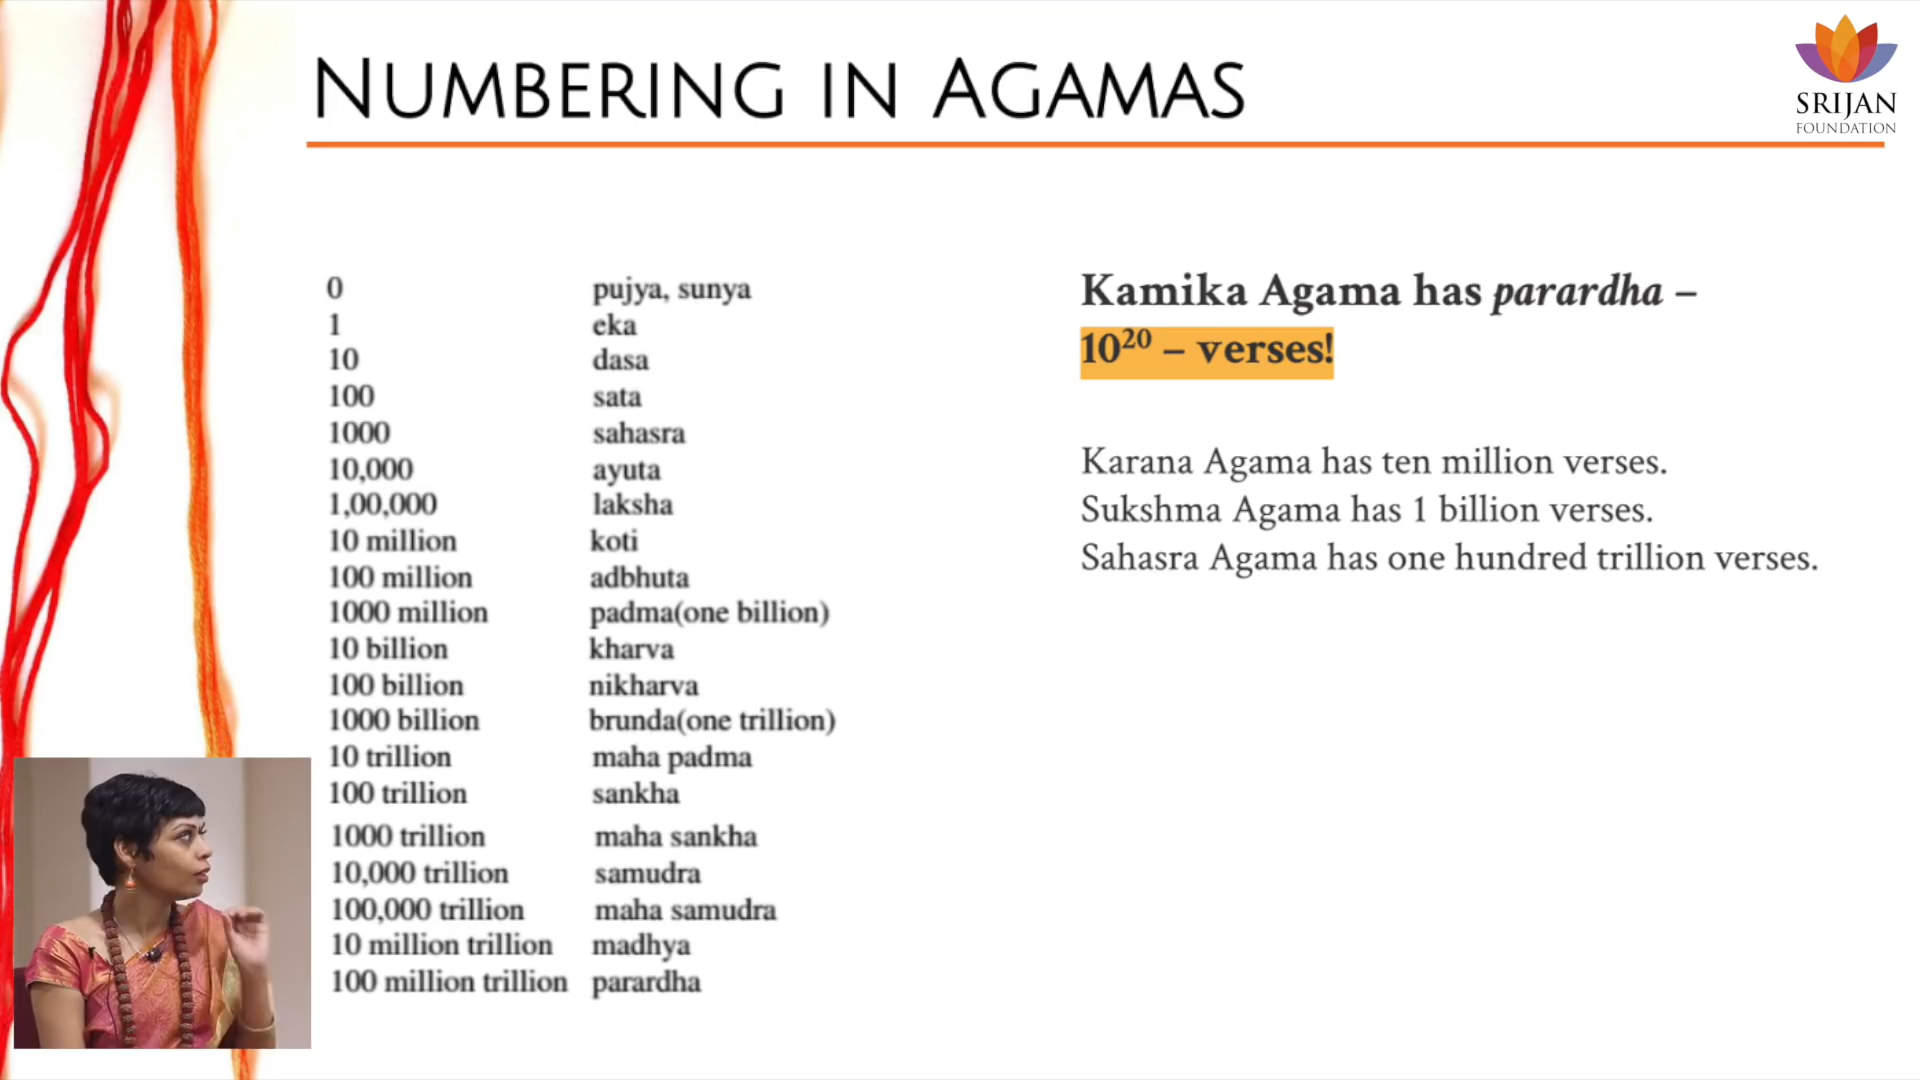 NUMBERING IN AGAMAS
SRIJAN
FOUNDATION
0 pujya, sunya
1 eka
10 dasa
100 sata
1000 sahasra
10,000 ayuta
1,00,000 laksha
10 million koti
100 million adbhuta
1000 million padma(one billion)
10 billion kharva
100 billion nikharva
1000 billion brunda(one trillion)
10 trillion maha padma
100 trillion sankha
1000 trillion maha sankha
10,000 trillion samudra
100,000 trillion maha samudra
10 million trillion madhya
100 million trillion parardha
Kamika Agama has parardha –
10²⁰ – verses!
Karana Agama has ten million verses.
Sukshma Agama has 1 billion verses.
Sahasra Agama has one hundred trillion verses.